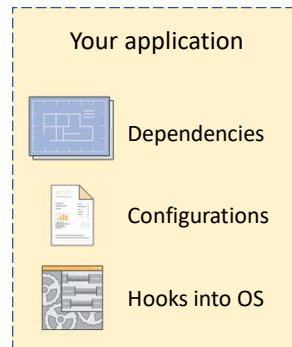 Your application
Dependencies
Configurations
Hooks into OS